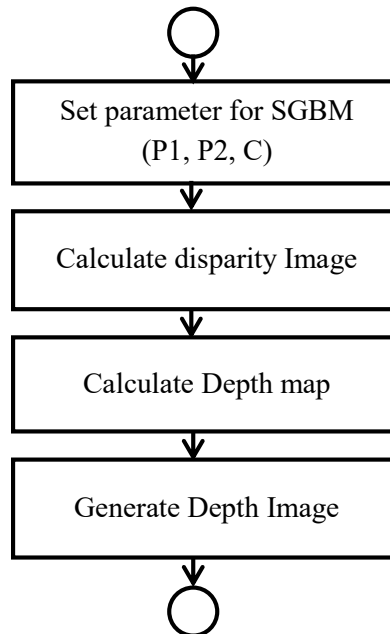 Set parameter for SGBM
(P1, P2, C)
Calculate disparity Image
Calculate Depth map
Generate Depth Image